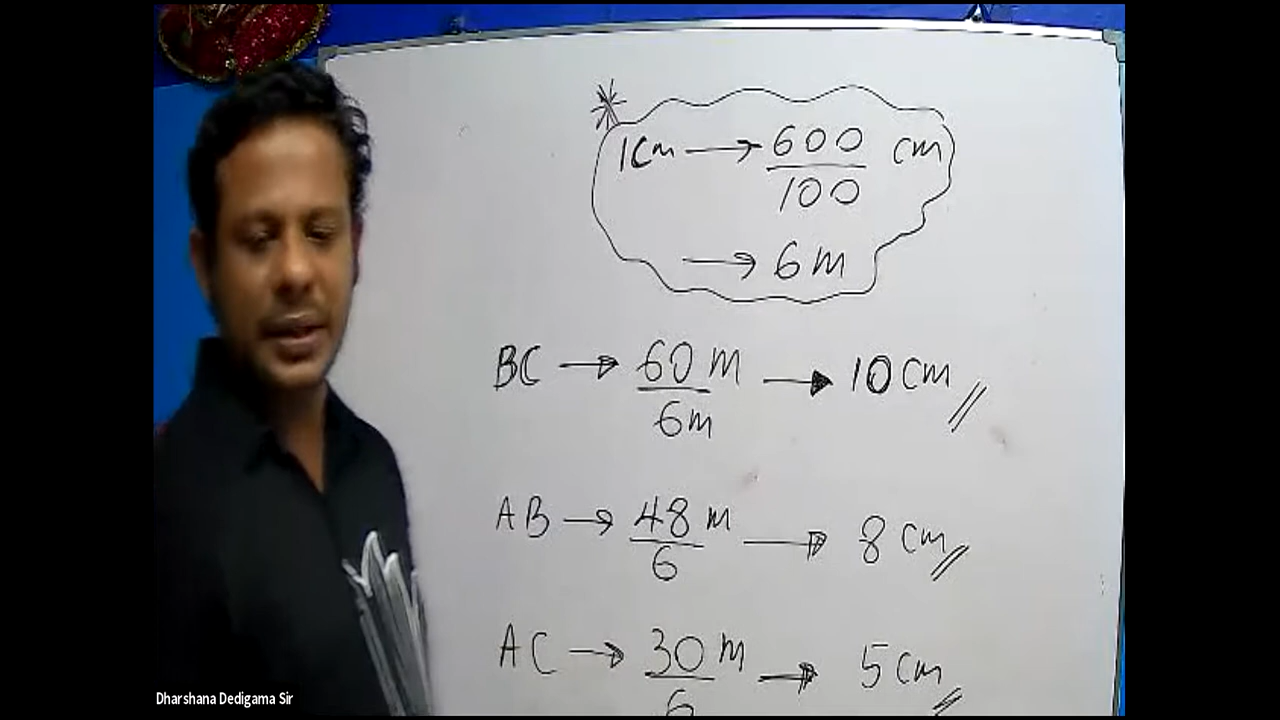 1cm → 600/100 cm
→ 6m
BC → 60m/6m → 10cm //
AB → 48m/6 → 8cm //
AC → 30m/6 → 5cm //
Dharshana Dedigama Sir